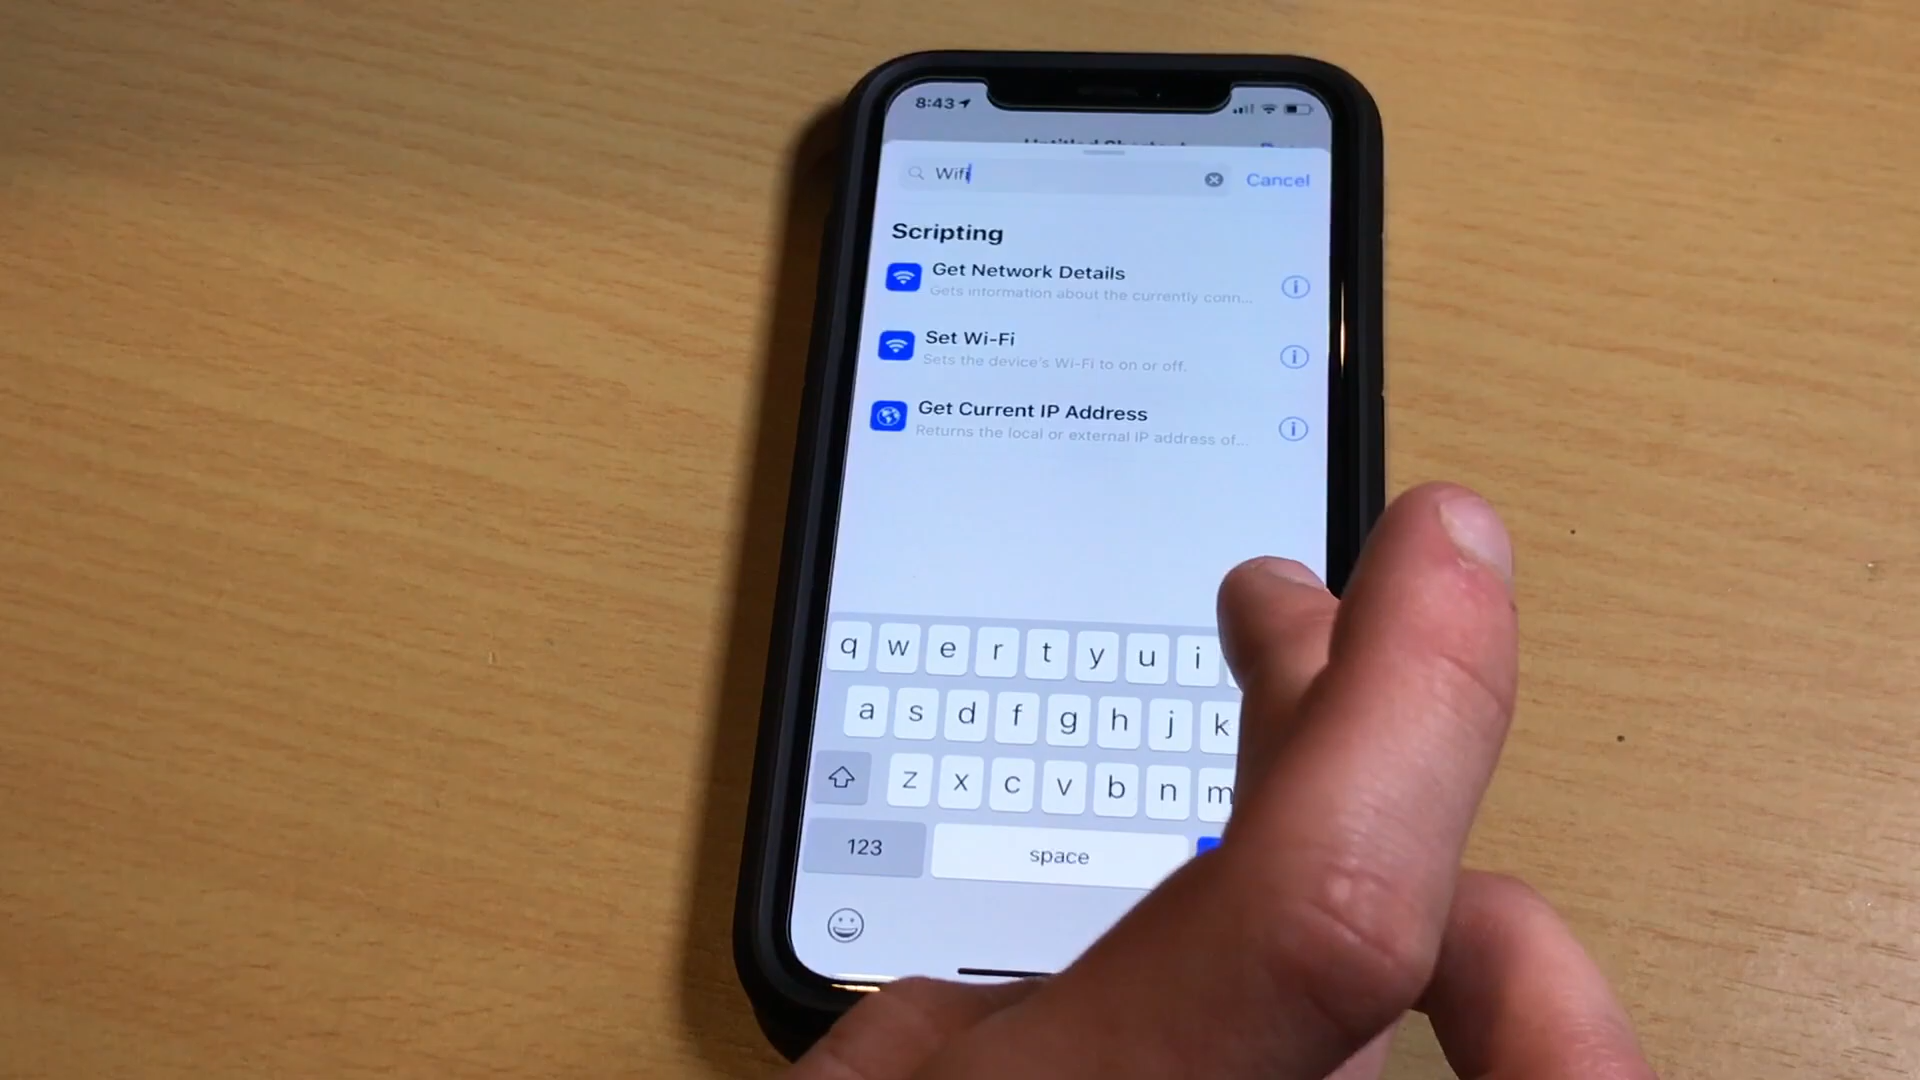 8:43
Untitled Shortcut
Wifi
Cancel
Scripting
Get Network Details
Gets information about the currently conn...
Set Wi-Fi
Sets the device's Wi-Fi to on or off.
Get Current IP Address
Returns the local or external IP address of...
q w e r t y u i
a s d f g h j k
z x c v b n m
123 space